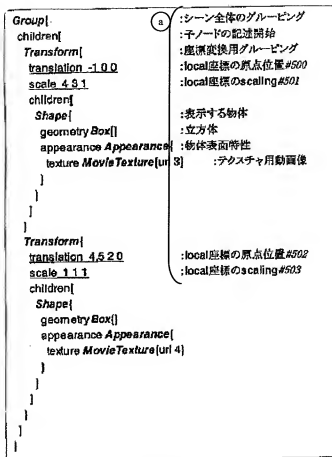 Group{ ⓐ :シーン全体のグルーピング
children[ :子ノードの記述開始
Transform{ :座標変換用グルーピング
translation -1 0 0 :local座標の原点位置#500
scale 4 3 1 :local座標のscaling#501
children[
Shape{ :表示する物体
geometry Box{} :立方体
appearance Appearance{ :物体表面特性
texture MovieTexture{url 3} :テクスチャ用動画像
}
}
]
}
Transform{
translation 4,5 2 0 :local座標の原点位置#502
scale 1 1 1 :local座標のscaling#503
children[
Shape{
geometry Box{}
appearance Appearance{
texture MovieTexture{url 4}
}
}
]
}
]
}